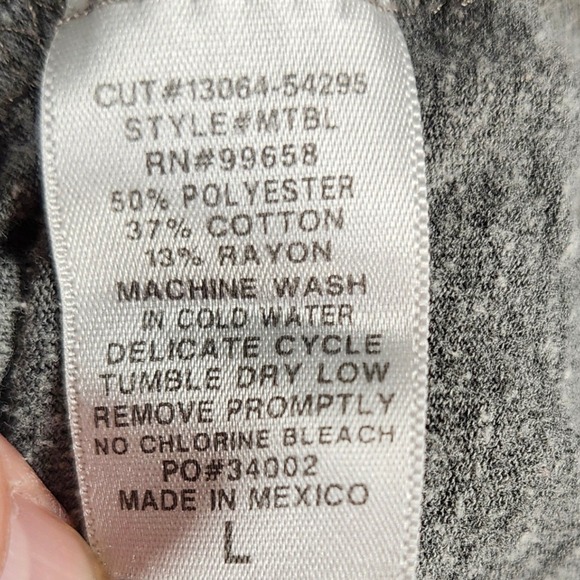 CUT#13064-54295
STYLE#MTBL
RN#99658
50% POLYESTER
37% COTTON
13% RAYON
MACHINE WASH
IN COLD WATER
DELICATE CYCLE
TUMBLE DRY LOW
REMOVE PROMPTLY
NO CHLORINE BLEACH
PO#34002
MADE IN MEXICO
L